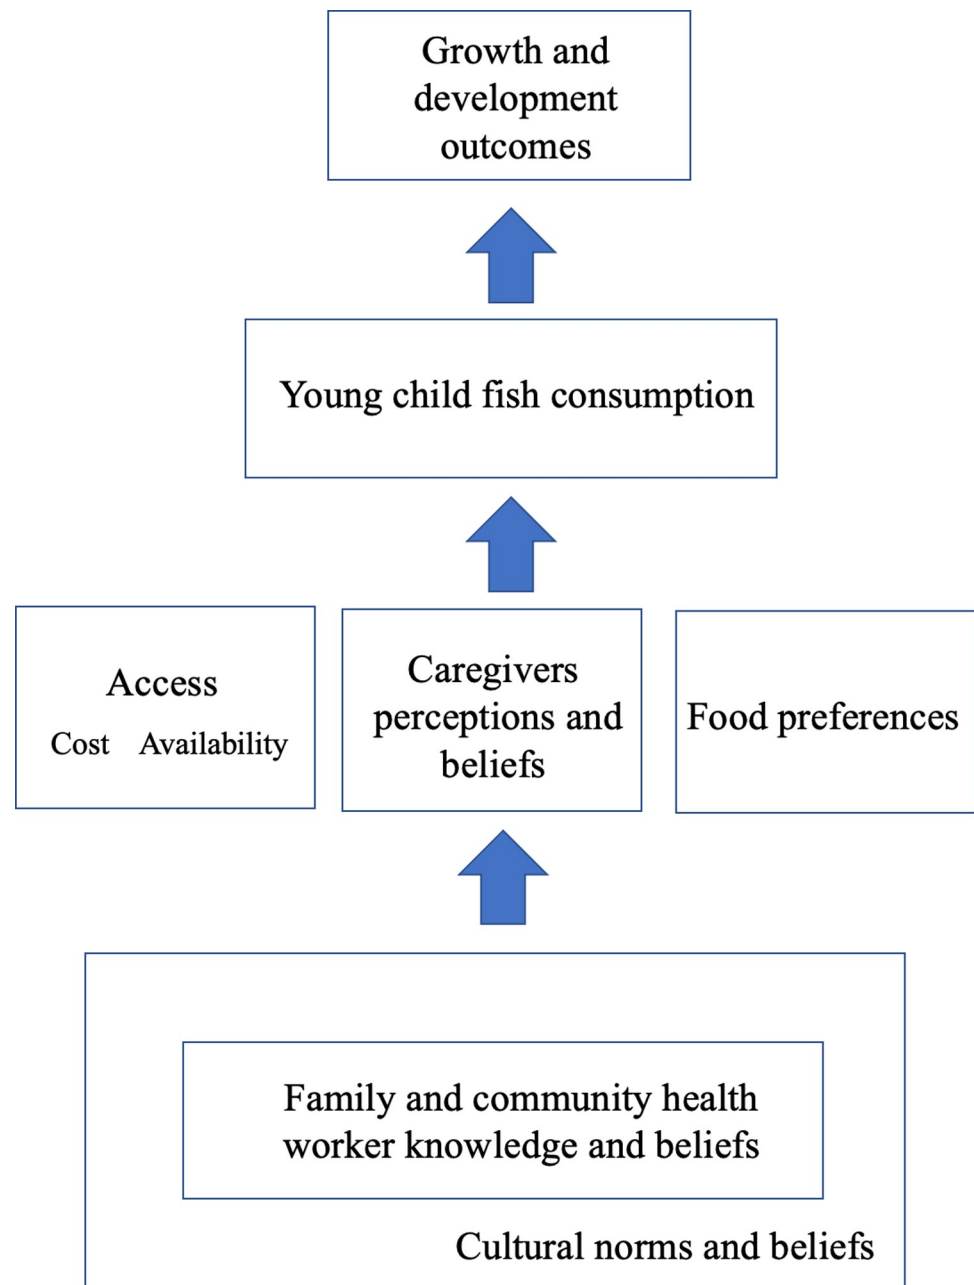 Growth and
development
outcomes
Young child fish consumption
Access
Cost Availability
Caregivers
perceptions and
beliefs
Food preferences
Family and community health
worker knowledge and beliefs
Cultural norms and beliefs